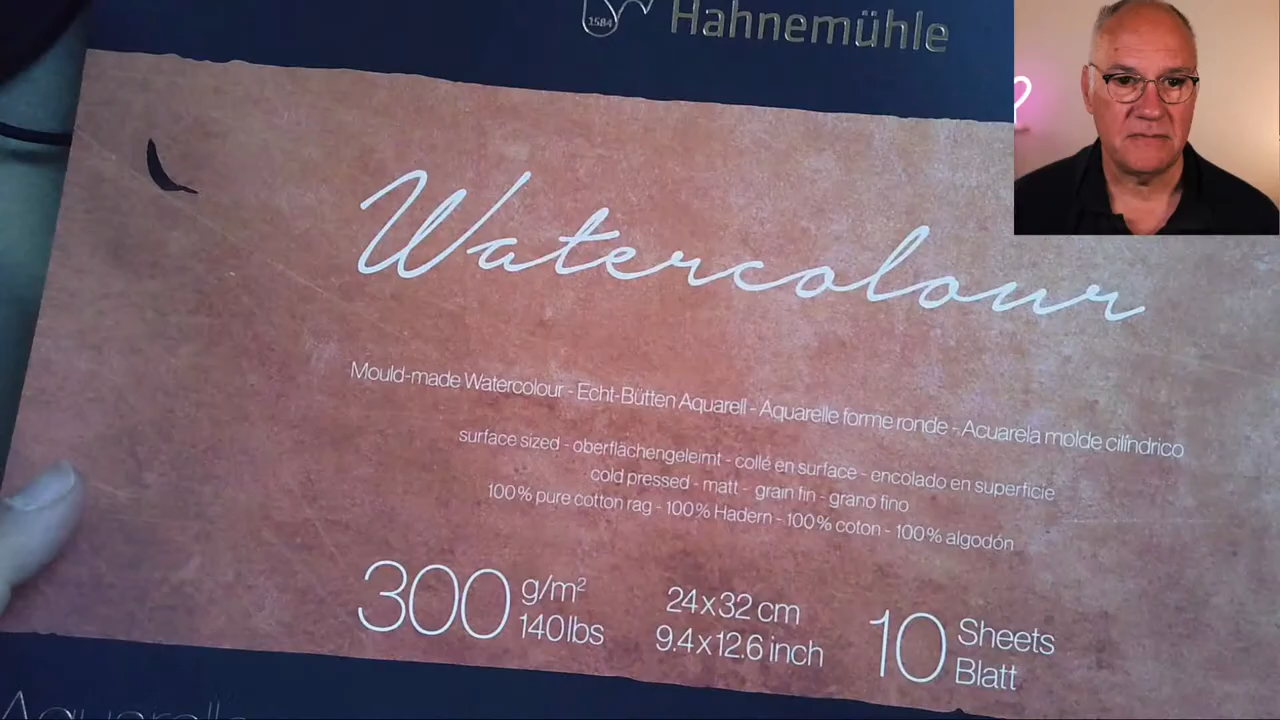 1584
Hahnemühle
Watercolour
Mould-made Watercolour - Echt-Bütten Aquarell - Aquarelle forme ronde - Acuarela molde cilíndrico
surface sized - oberflächengeleimt - collé en surface - encolado en superficie
cold pressed - matt - grain fin - grano fino
100% pure cotton rag - 100% Hadern - 100% coton - 100% algodón
300 g/m² 140lbs
24x32 cm
9.4x12.6 inch
10 Sheets Blatt
Aquarelle